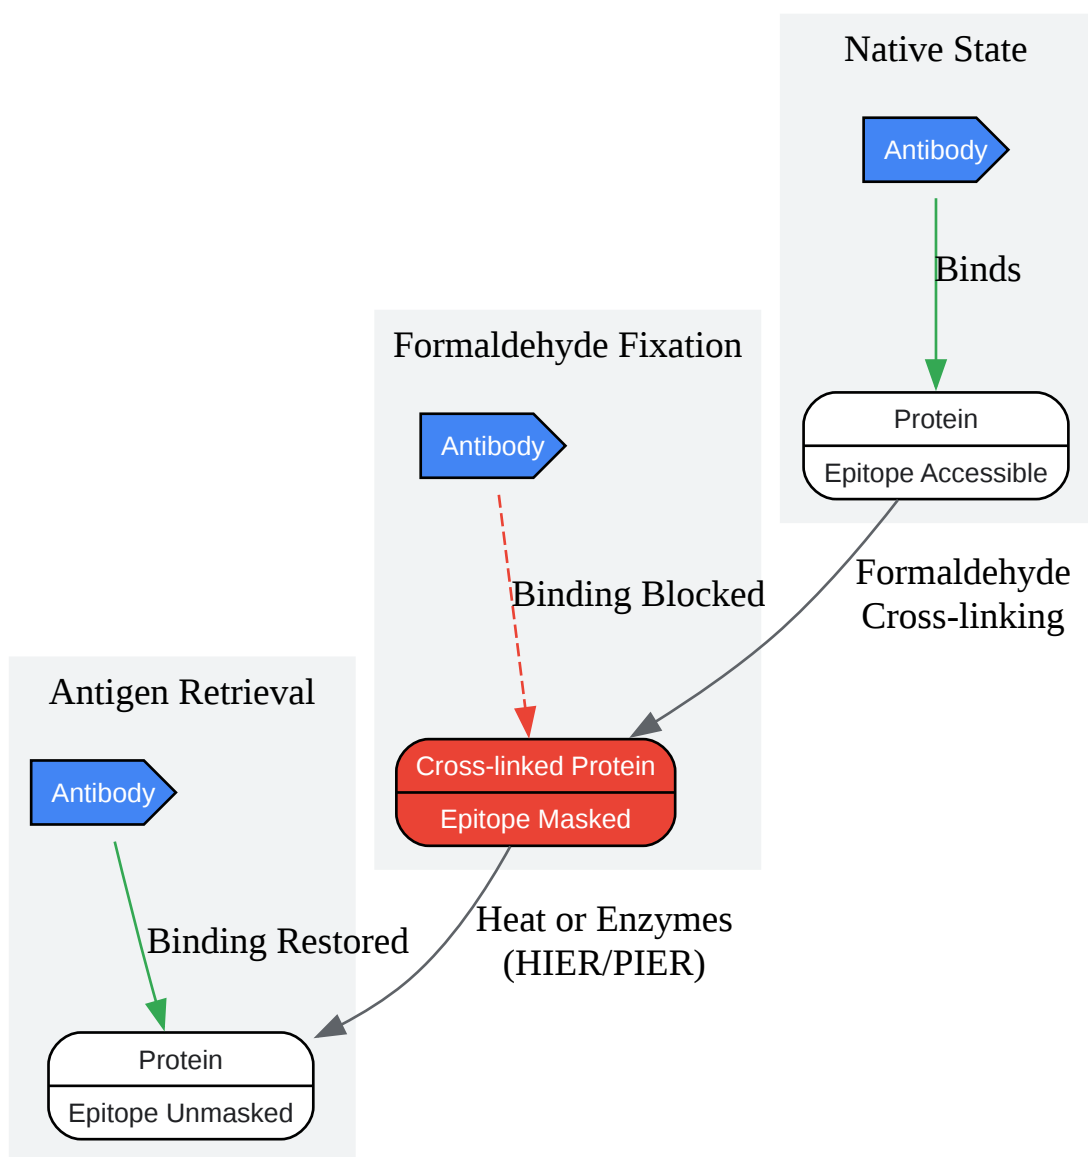 Native State
Antibody
Binds
Protein
Epitope Accessible
Formaldehyde
Cross-linking
Formaldehyde Fixation
Antibody
Binding Blocked
Cross-linked Protein
Epitope Masked
Heat or Enzymes
(HIER/PIER)
Antigen Retrieval
Antibody
Binding Restored
Protein
Epitope Unmasked